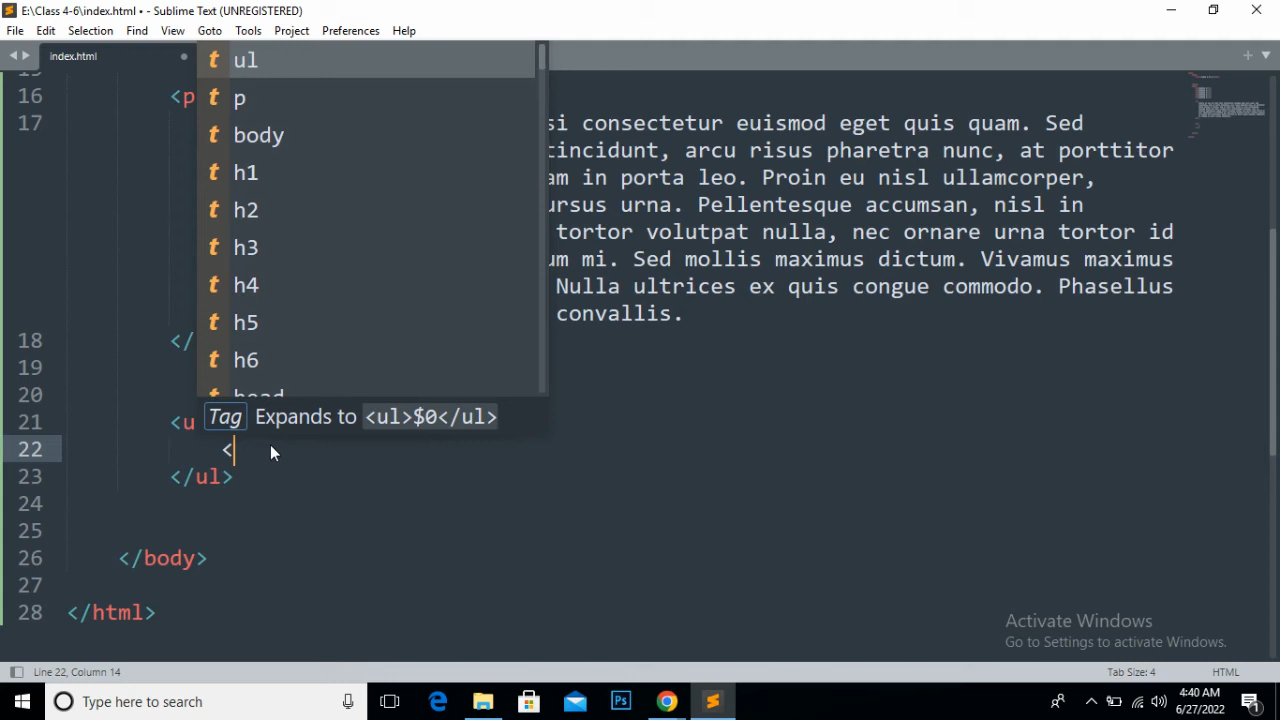 E:\Class 4-6\index.html • - Sublime Text (UNREGISTERED)
File Edit Selection Find View Goto Tools Project Preferences Help
index.html
t ul
16 <p
t p
17 si consectetur euismod eget quis quam. Sed
t body
tincidunt, arcu risus pharetra nunc, at porttitor
t h1
am in porta leo. Proin eu nisl ullamcorper,
t h2
ursus urna. Pellentesque accumsan, nisl in
tortor volutpat nulla, nec ornare urna tortor id
t h3
um mi. Sed mollis maximus dictum. Vivamus maximus
t h4
Nulla ultrices ex quis congue commodo. Phasellus
t h5
convallis.
18 </
t h6
19
20
t head
Tag Expands to <ul>$0</ul>
21 <u
22 <
23 </ul>
24
25
26 </body>
27
28 </html>
Activate Windows
Go to Settings to activate Windows.
Line 22, Column 14 Tab Size: 4 HTML
Type here to search
Ps
4:40 AM
6/27/2022
1